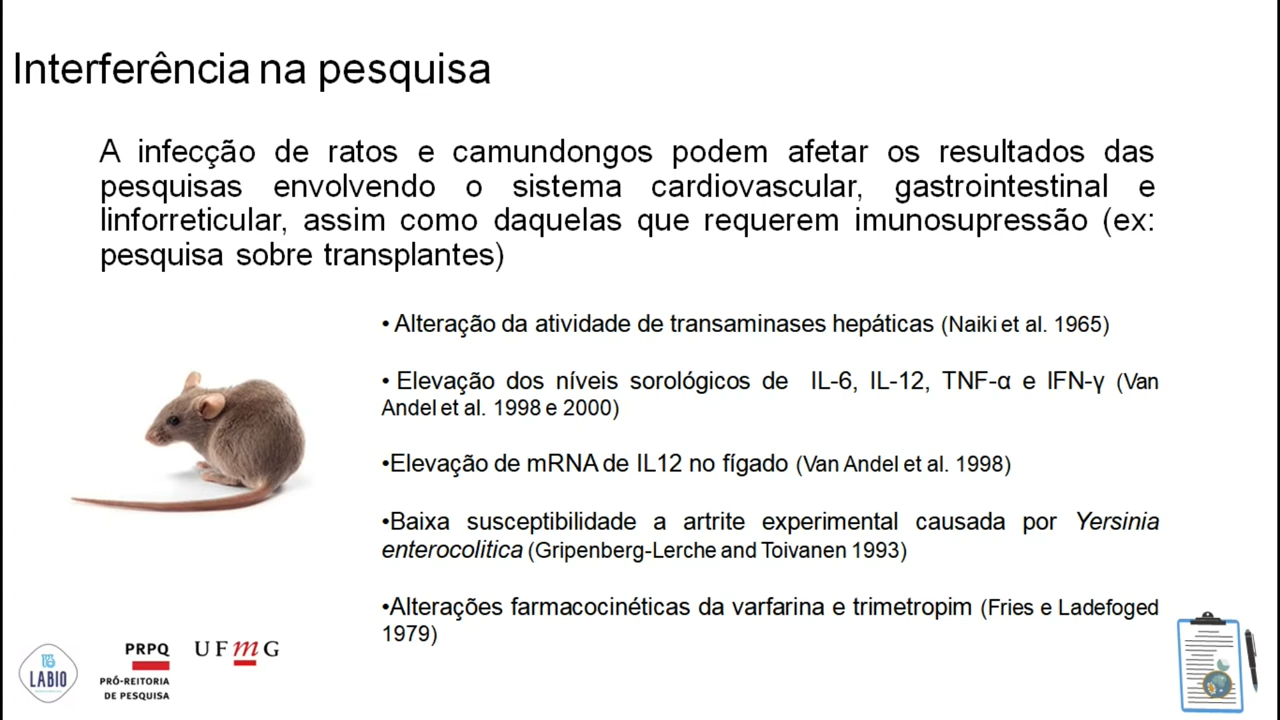 Interferência na pesquisa
A infecção de ratos e camundongos podem afetar os resultados das
pesquisas envolvendo o sistema cardiovascular, gastrointestinal e
linforreticular, assim como daquelas que requerem imunosupressão (ex:
pesquisa sobre transplantes)
• Alteração da atividade de transaminases hepáticas (Naiki et al. 1965)
• Elevação dos níveis sorológicos de IL-6, IL-12, TNF-α e IFN-γ (Van
Andel et al. 1998 e 2000)
•Elevação de mRNA de IL12 no fígado (Van Andel et al. 1998)
•Baixa susceptibilidade a artrite experimental causada por Yersinia
enterocolitica (Gripenberg-Lerche and Toivanen 1993)
•Alterações farmacocinéticas da varfarina e trimetropim (Fries e Ladefoged
1979)
LABIO
PRPQ
PRÓ-REITORIA
DE PESQUISA
UFmG